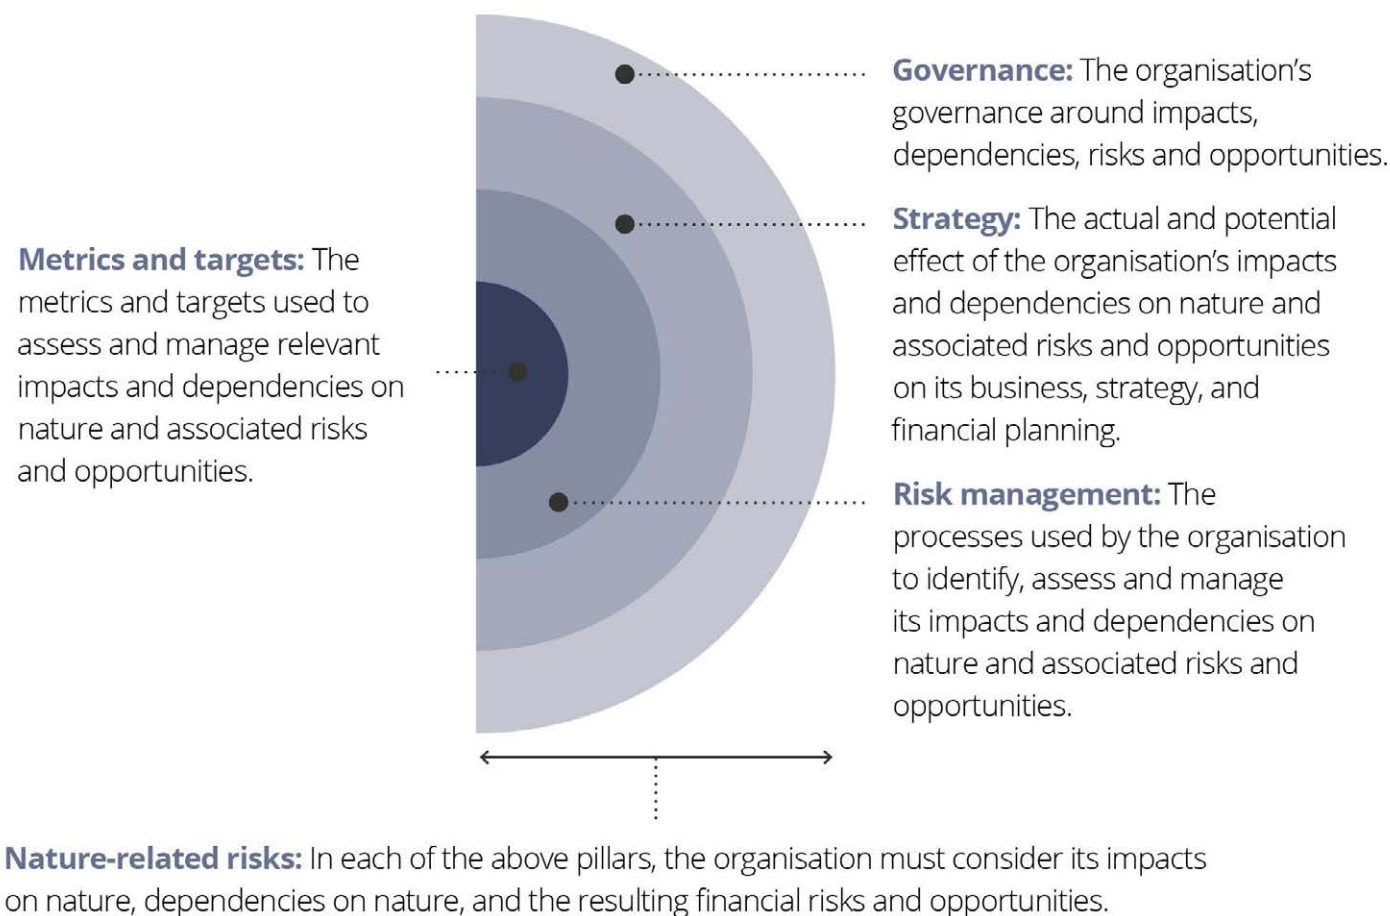 Governance: The organisation's
governance around impacts,
dependencies, risks and opportunities.
Strategy: The actual and potential
effect of the organisation's impacts
and dependencies on nature and
associated risks and opportunities
on its business, strategy, and
financial planning.
Metrics and targets: The
metrics and targets used to
assess and manage relevant
impacts and dependencies on
nature and associated risks
and opportunities.
Risk management: The
processes used by the organisation
to identify, assess and manage
its impacts and dependencies on
nature and associated risks and
opportunities.
Nature-related risks: In each of the above pillars, the organisation must consider its impacts
on nature, dependencies on nature, and the resulting financial risks and opportunities.